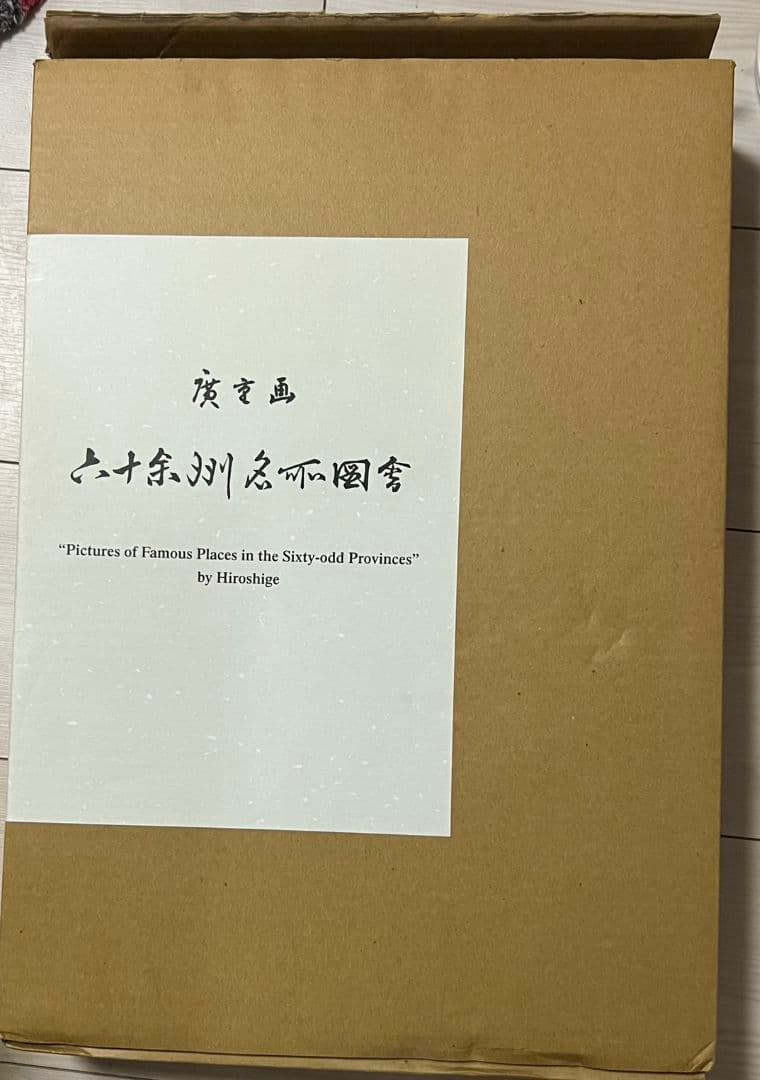 廣重画
六十余州名所圖會
“Pictures of Famous Places in the Sixty-odd Provinces”
by Hiroshige